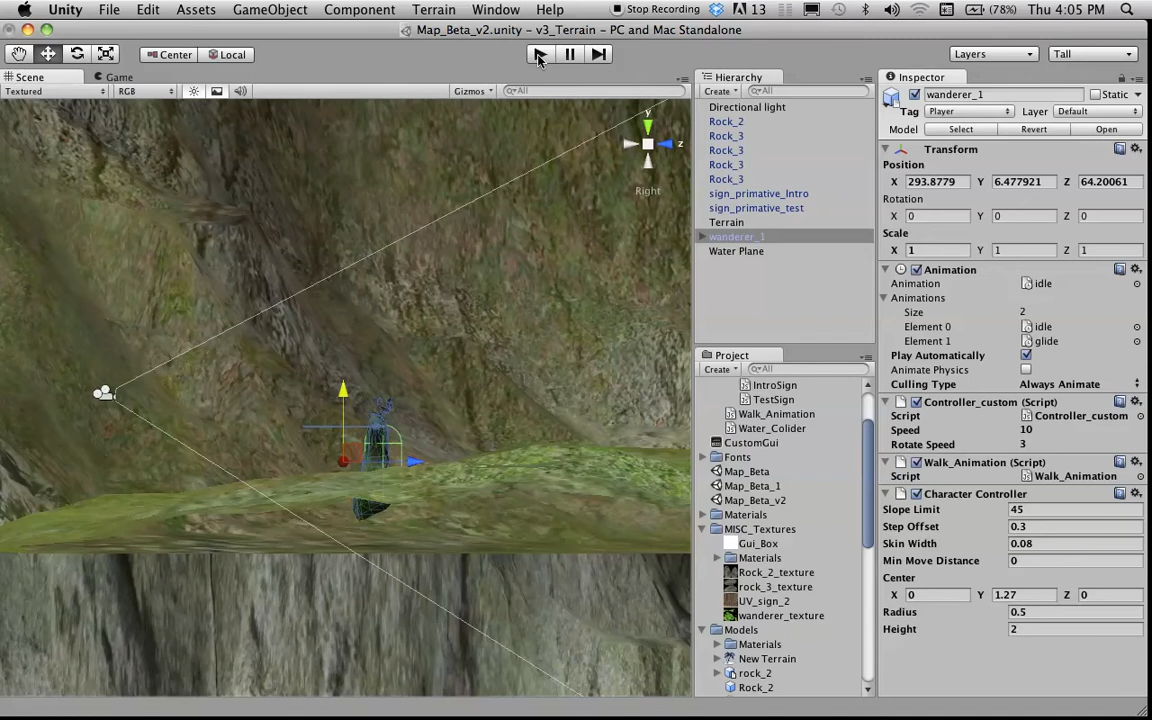 Unity File Edit Assets GameObject Component Terrain Window Help Stop Recording 13 (78%) Thu 4:05 PM
Map_Beta_v2.unity - v3_Terrain - PC and Mac Standalone
Center Local Layers Tall
Scene Game Hierarchy Inspector
Textured RGB Gizmos All Create All
wanderer_1 Static
Tag Player Layer Default
Model Select Revert Open
Directional light
Rock_2
Rock_3
Rock_3
Rock_3
Rock_3
sign_primative_Intro
sign_primative_test
Terrain
wanderer_1
Water Plane
y
z
Right
Transform
Position
X 293.8779 Y 6.477921 Z 64.20061
Rotation
X 0 Y 0 Z 0
Scale
X 1 Y 1 Z 1
Animation
Animation idle
Animations
Size 2
Element 0 idle
Element 1 glide
Play Automatically
Animate Physics
Culling Type Always Animate
Controller_custom (Script)
Script Controller_custom
Speed 10
Rotate Speed 3
Walk_Animation (Script)
Script Walk_Animation
Character Controller
Slope Limit 45
Step Offset 0.3
Skin Width 0.08
Min Move Distance 0
Center
X 0 Y 1.27 Z 0
Radius 0.5
Height 2
Project
Create All
IntroSign
TestSign
Walk_Animation
Water_Colider
CustomGui
Fonts
Map_Beta
Map_Beta_1
Map_Beta_v2
Materials
MISC_Textures
Gui_Box
Materials
Rock_2_texture
rock_3_texture
UV_sign_2
wanderer_texture
Models
Materials
New Terrain
rock_2
Rock_2